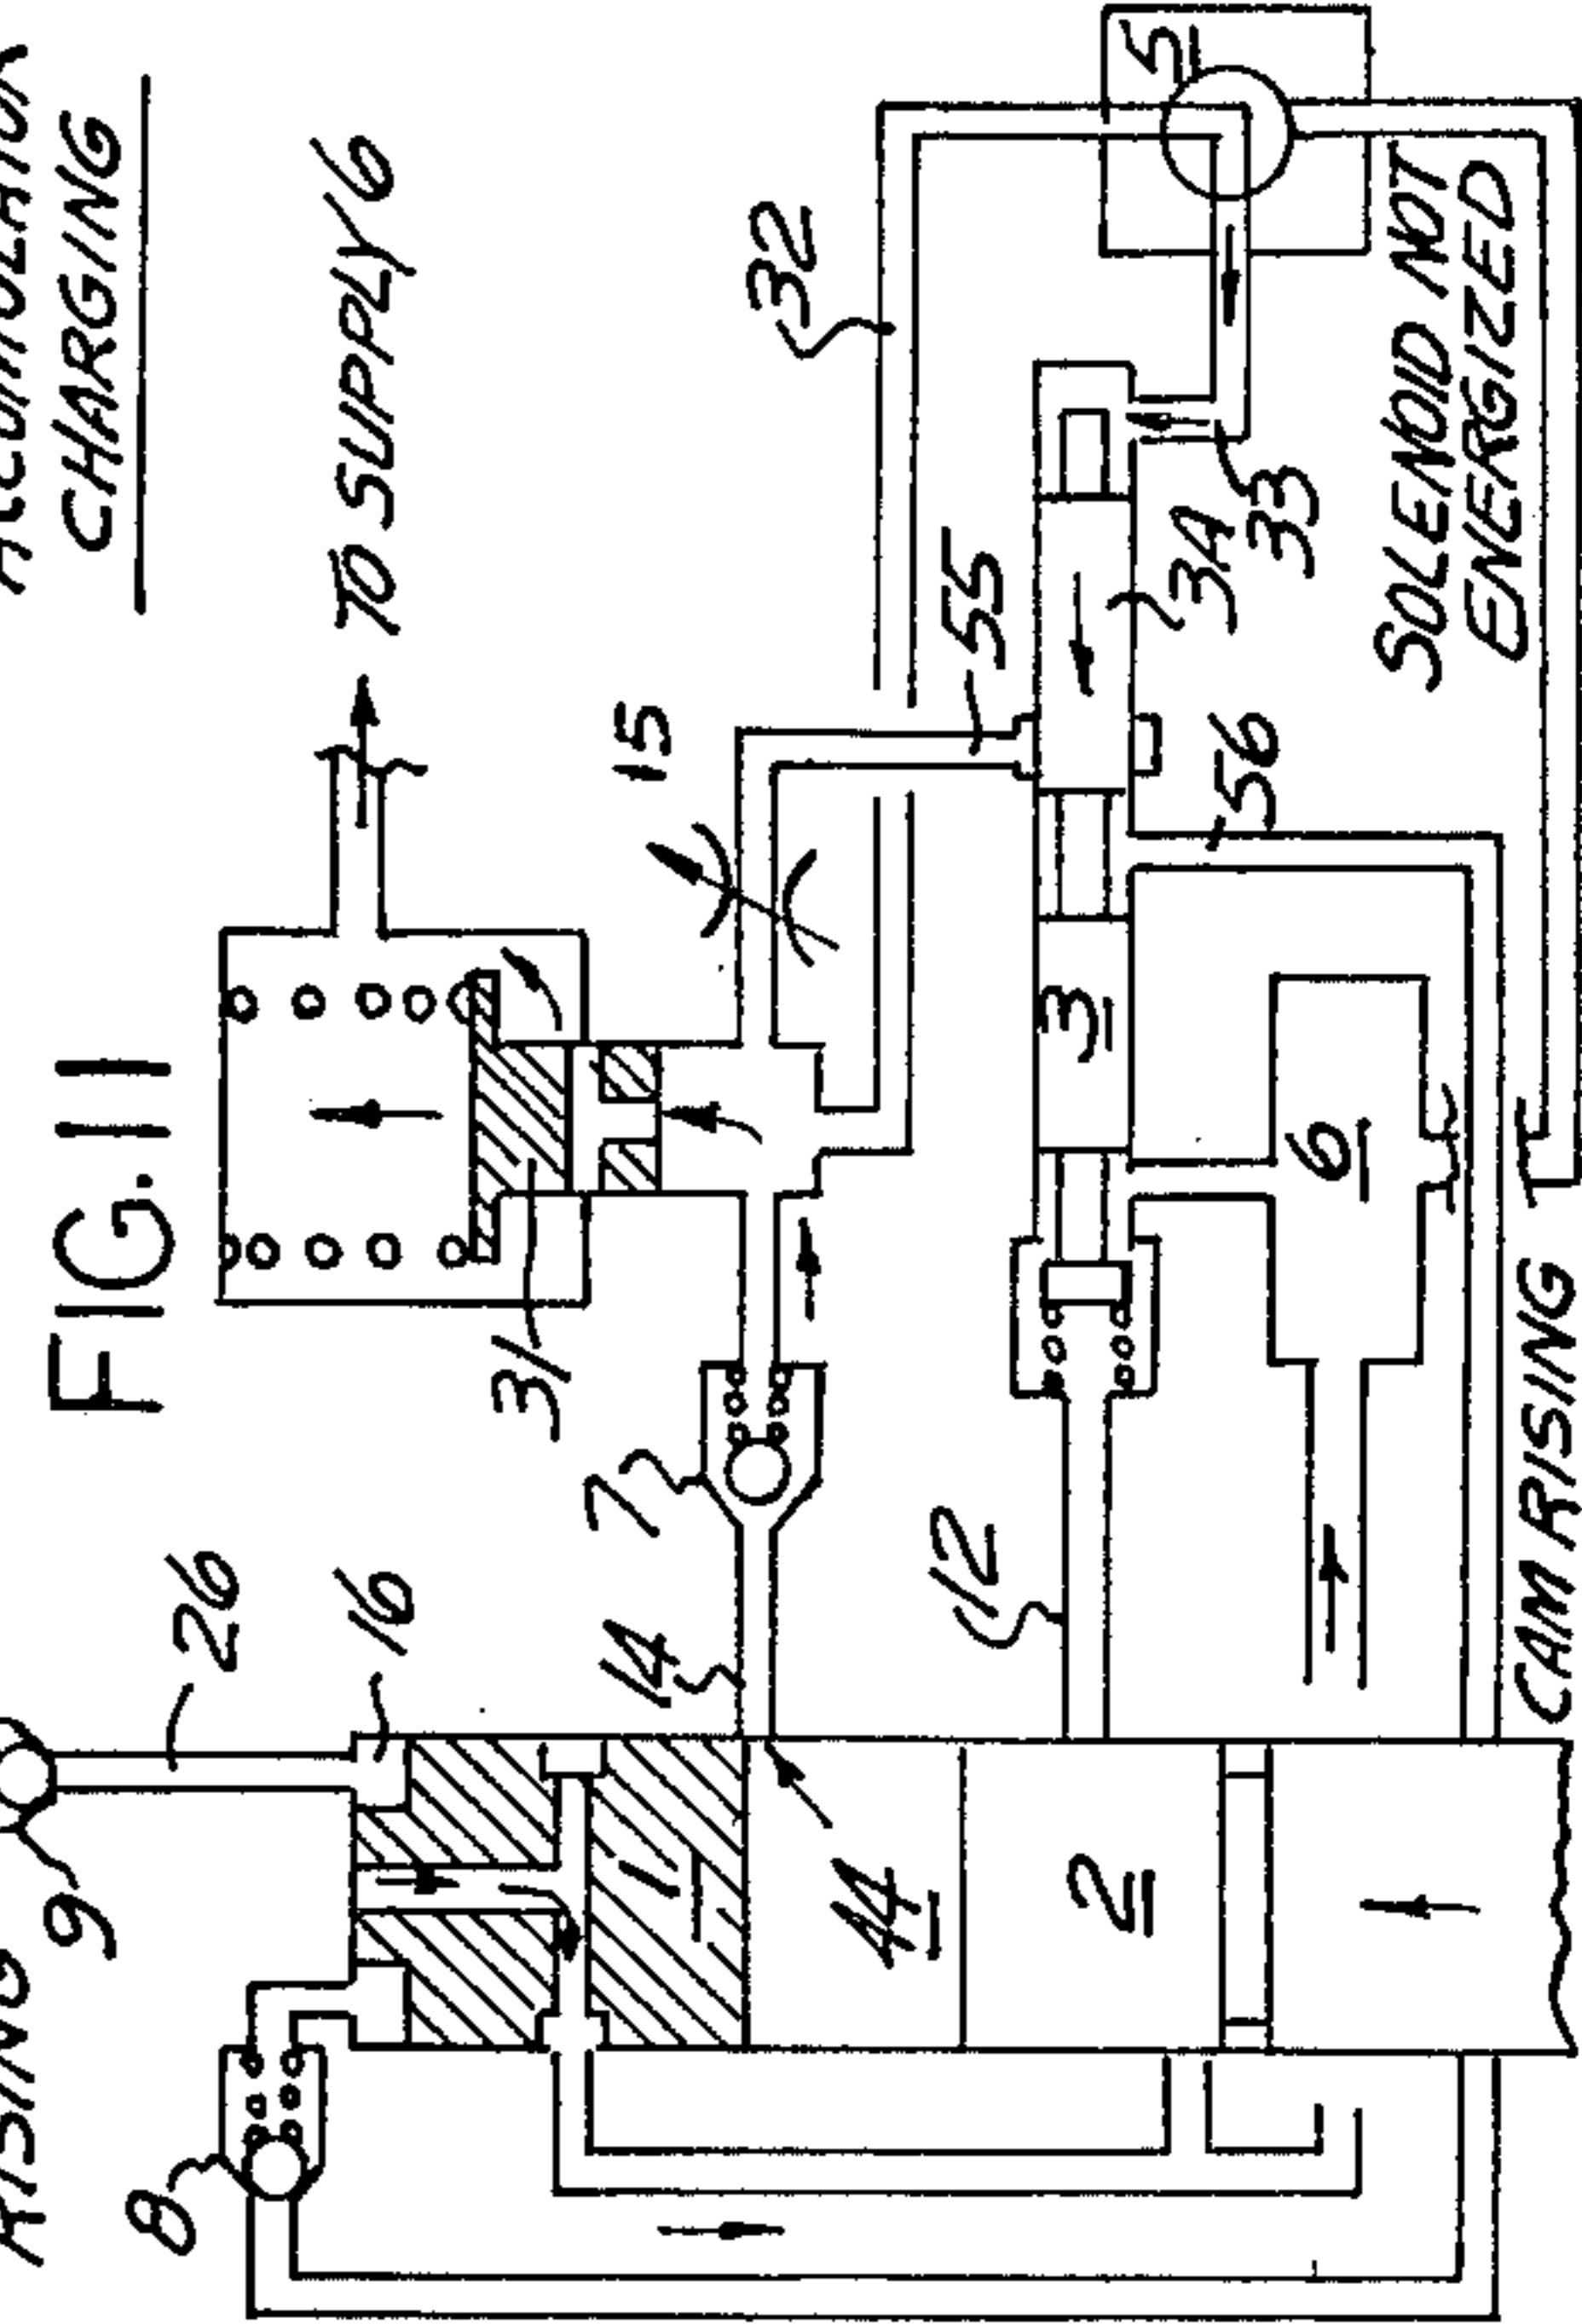 RISING
ACCUMULATOR
CHARGING
FIG. 11
9
8
26
16
TO SUPPLY 6
31
7
15
14
1
32
44
12
55
2
3
5
3A
33
56
6
SOLENOID NOT
ENERGIZED
CAM RISING